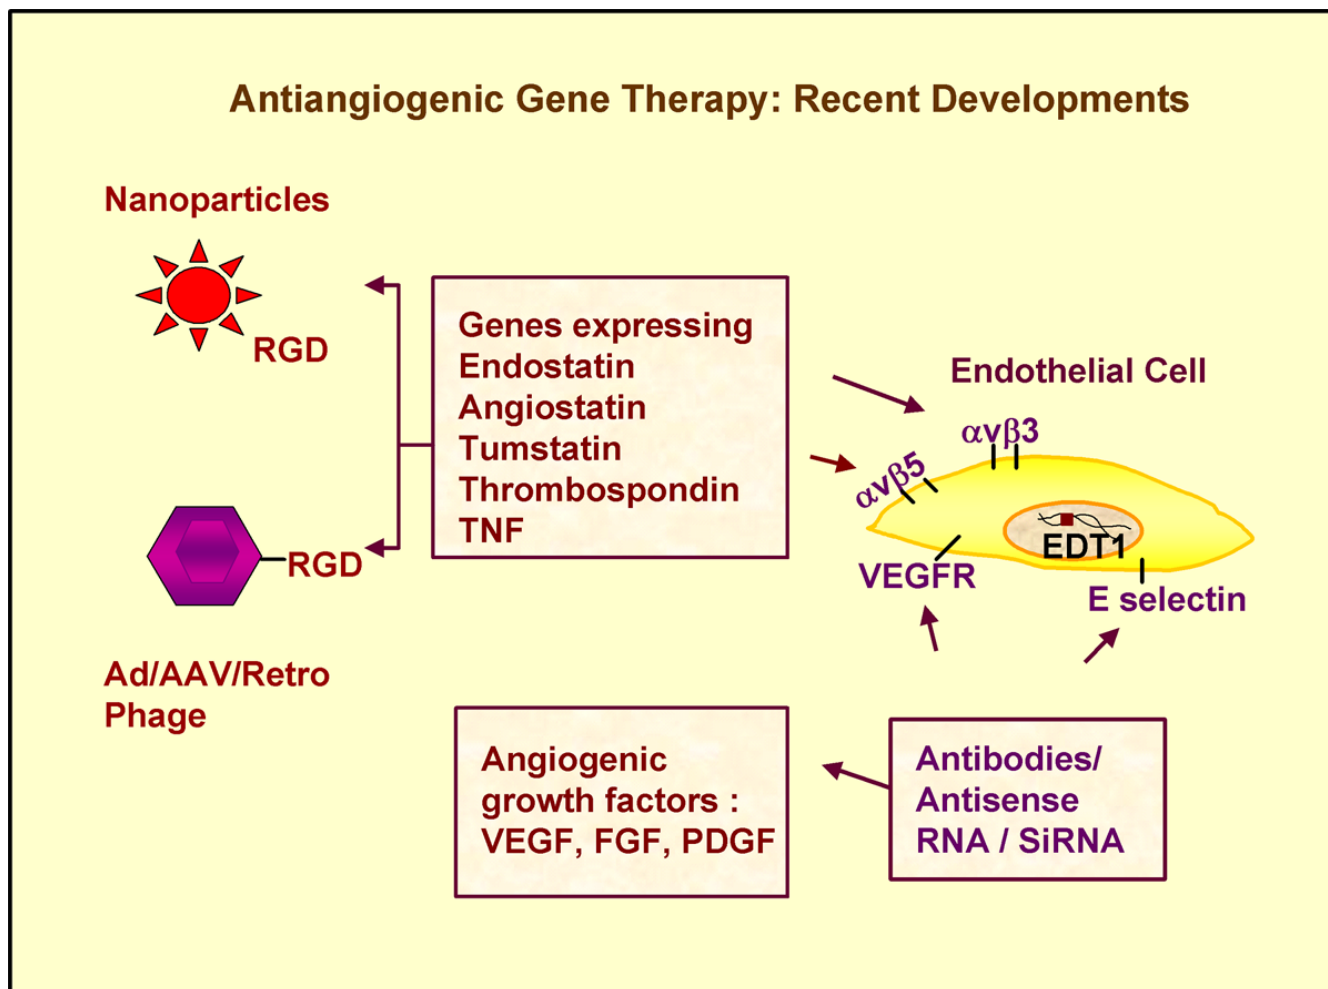 Antiangiogenic Gene Therapy: Recent Developments
Nanoparticles
RGD
RGD
Ad/AAV/Retro
Phage
Genes expressing
Endostatin
Angiostatin
Tumstatin
Thrombospondin
TNF
Endothelial Cell
αvβ3
αvβ5
EDT1
VEGFR
E selectin
Angiogenic
growth factors :
VEGF, FGF, PDGF
Antibodies/
Antisense
RNA / SiRNA